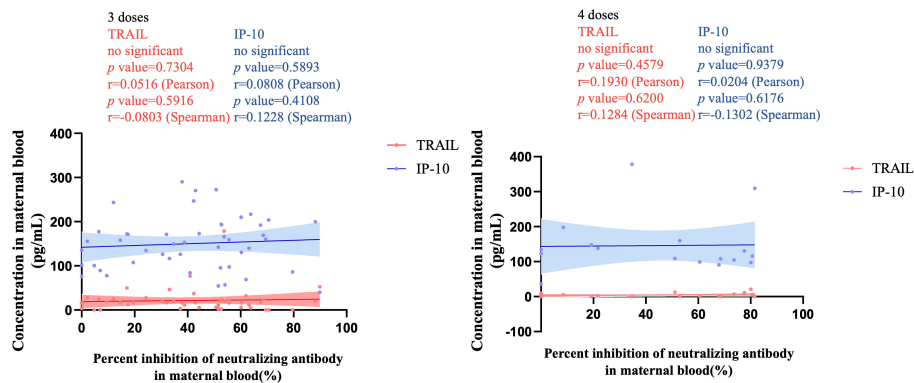 3 doses
TRAIL IP-10
no significant no significant
p value=0.7304 p value=0.5893
r=0.0516 (Pearson) r=0.0808 (Pearson)
p value=0.5916 p value=0.4108
r=-0.0803 (Spearman) r=0.1228 (Spearman)
400
300
200
100
0
0 20 40 60 80 100
Concentration in maternal blood
(pg/mL)
Percent inhibition of neutralizing antibody
in maternal blood(%)
TRAIL
IP-10
4 doses
TRAIL IP-10
no significant no significant
p value=0.4579 p value=0.9379
r=0.1930 (Pearson) r=0.0204 (Pearson)
p value=0.6200 p value=0.6176
r=0.1284 (Spearman) r=-0.1302 (Spearman)
400
300
200
100
0
-100
20 40 60 80 100
Concentration in maternal blood
(pg/mL)
Percent inhibition of neutralizing antibody
in maternal blood(%)
TRAIL
IP-10